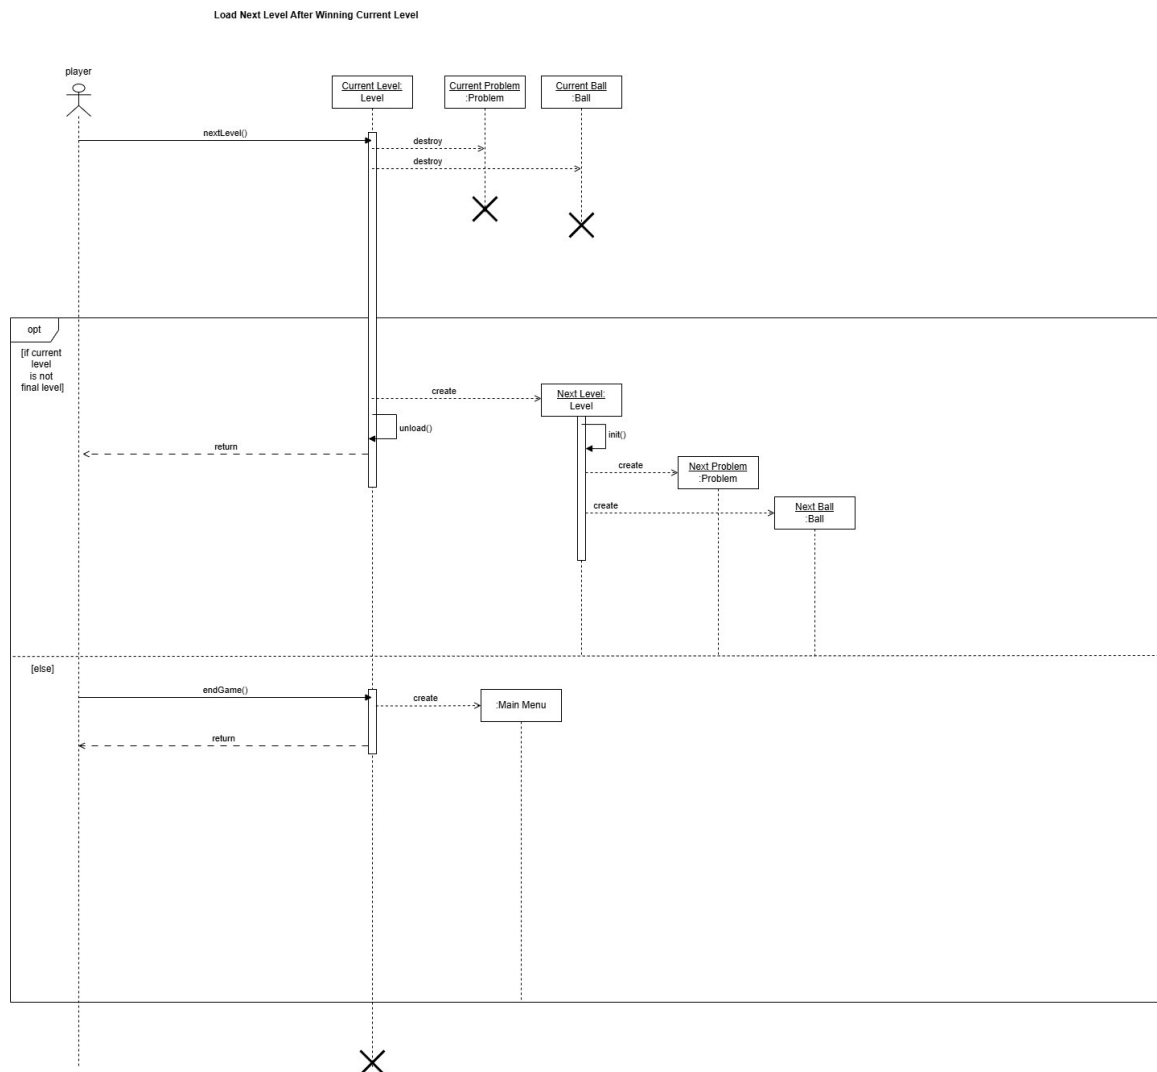 Load Next Level After Winning Current Level
player
Current Level:
Level
Current Problem
:Problem
Current Ball
:Ball
nextLevel()
destroy
destroy
opt
[if current
level
is not
final level]
create
Next Level:
Level
unload()
init()
return
create
Next Problem
:Problem
create
Next Ball
:Ball
[else]
endGame()
create
:Main Menu
return